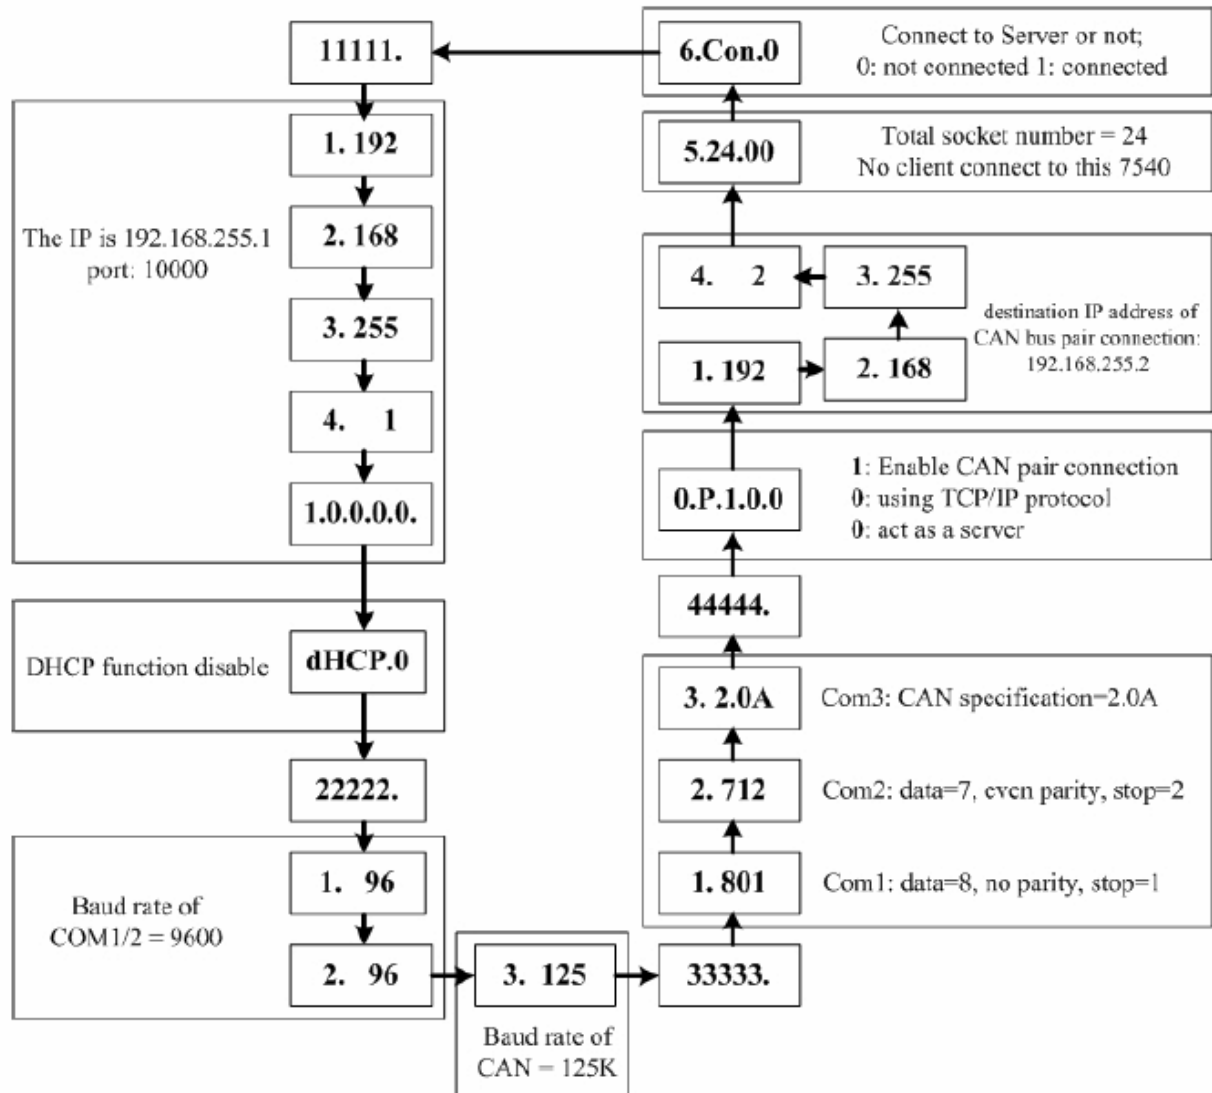 11111.
1. 192
2. 168
3. 255
4. 1
1.0.0.0.0.
The IP is 192.168.255.1
port: 10000
dHCP.0
DHCP function disable
22222.
1. 96
2. 96
Baud rate of
COM1/2 = 9600
3. 125
Baud rate of
CAN = 125K
33333.
1. 801
Com1: data=8, no parity, stop=1
2. 712
Com2: data=7, even parity, stop=2
3. 2.0A
Com3: CAN specification=2.0A
44444.
0.P.1.0.0
1: Enable CAN pair connection
0: using TCP/IP protocol
0: act as a server
1. 192
2. 168
3. 255
4. 2
destination IP address of
CAN bus pair connection:
192.168.255.2
5.24.00
Total socket number = 24
No client connect to this 7540
6.Con.0
Connect to Server or not;
0: not connected 1: connected